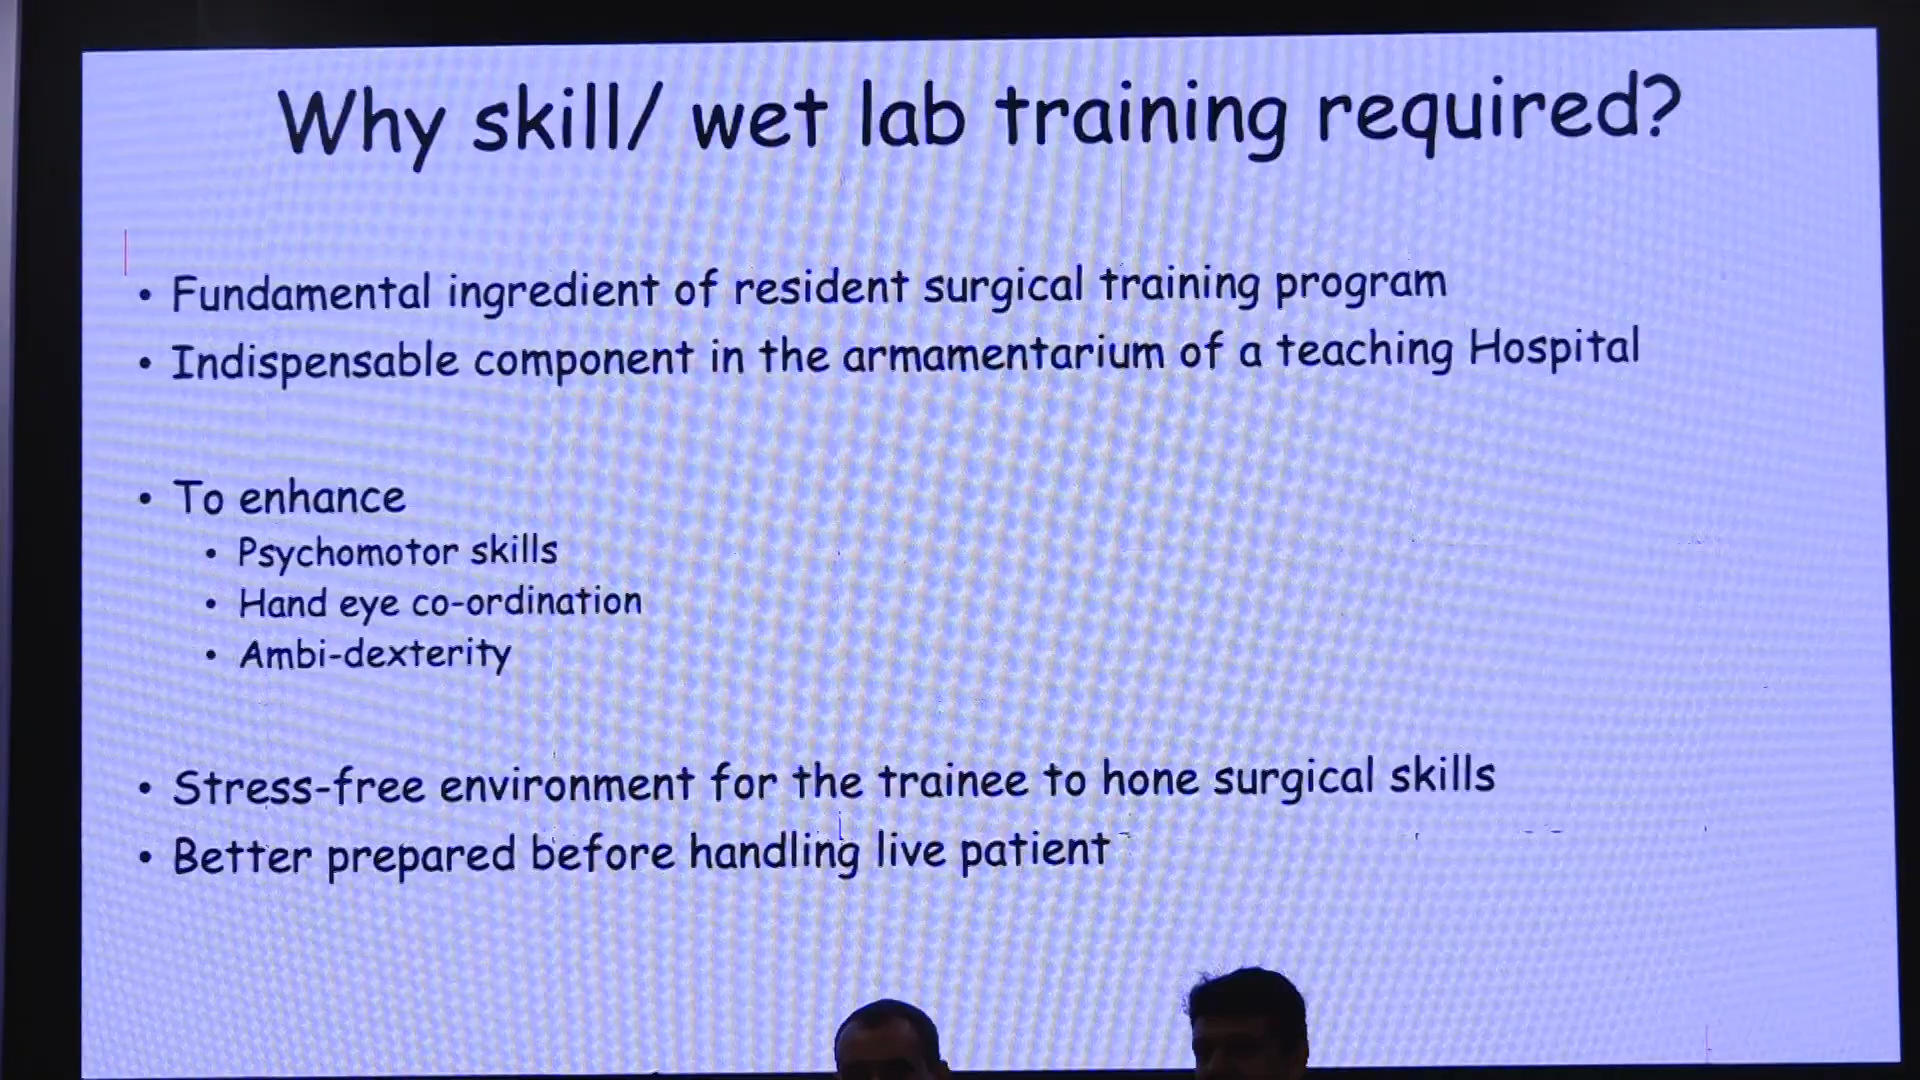 Why skill/ wet lab training required?
• Fundamental ingredient of resident surgical training program
• Indispensable component in the armamentarium of a teaching Hospital
• To enhance
• Psychomotor skills
• Hand eye co-ordination
• Ambi-dexterity
• Stress-free environment for the trainee to hone surgical skills
• Better prepared before handling live patient